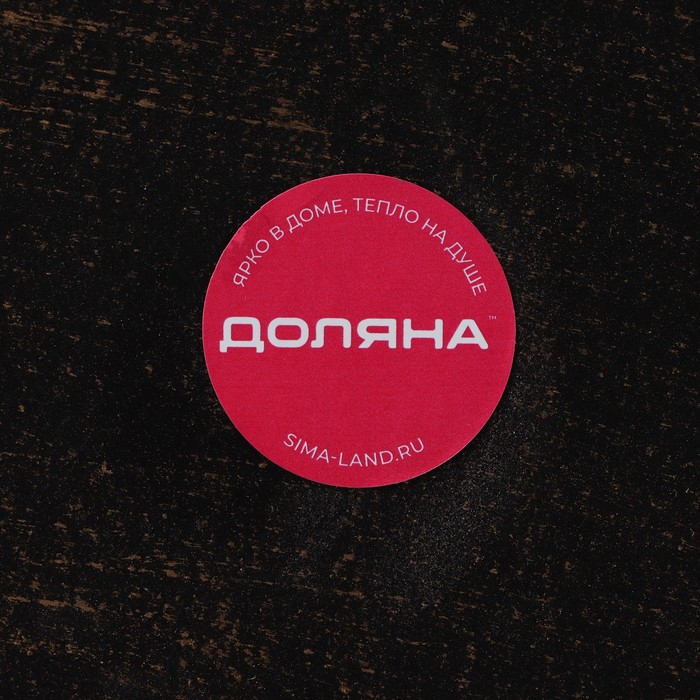 ЯРКО В ДОМЕ, ТЕПЛО НА ДУШЕ
ДОЛЯНА™
SIMA-LAND.RU